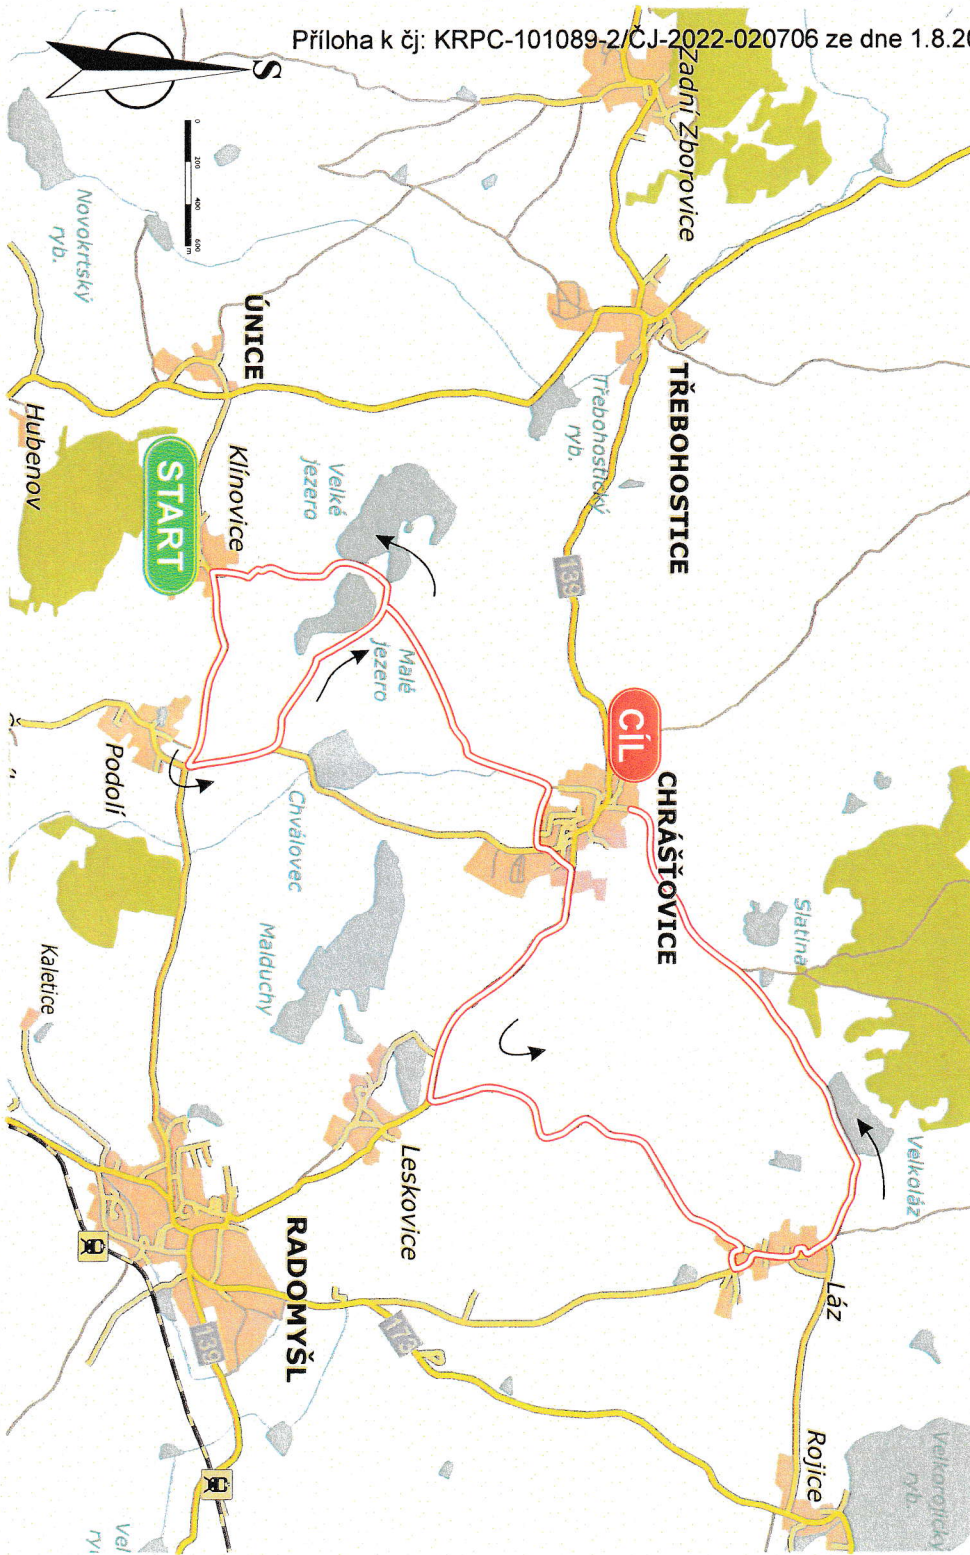 Příloha k čj: KRPC-101089-2/ČJ-2022-020706 ze dne 1.8.20
S
0
200
400
600
m
Zadní Zborovice
Novokrtský
ryb.
ÚNICE
TŘEBOHOSTICE
Třebohostický
ryb.
Hubenov
START
Klínovice
Velké
jezero
139
Malé
jezero
CÍL
CHRÁŠŤOVICE
Podolí
Chválovec
Malduchy
Slatina
Kaletice
Velkoláz
Leskovice
RADOMYŠL
Láz
139
173
Rojice
Velkorojický
ryb.
Vel